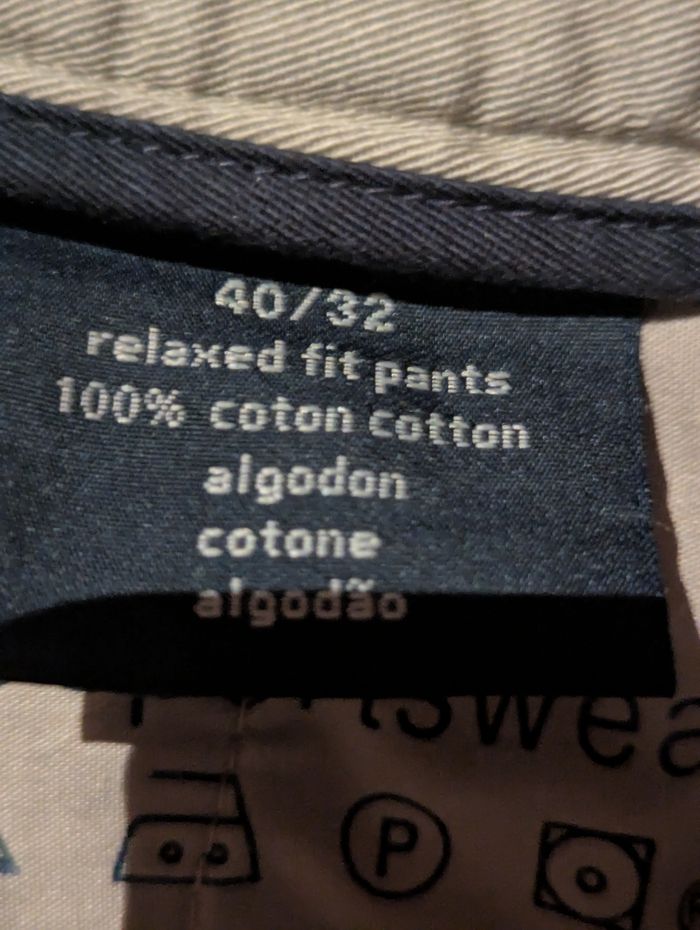 40/32
relaxed fit pants
100% coton cotton
algodon
cotone
algodão
P